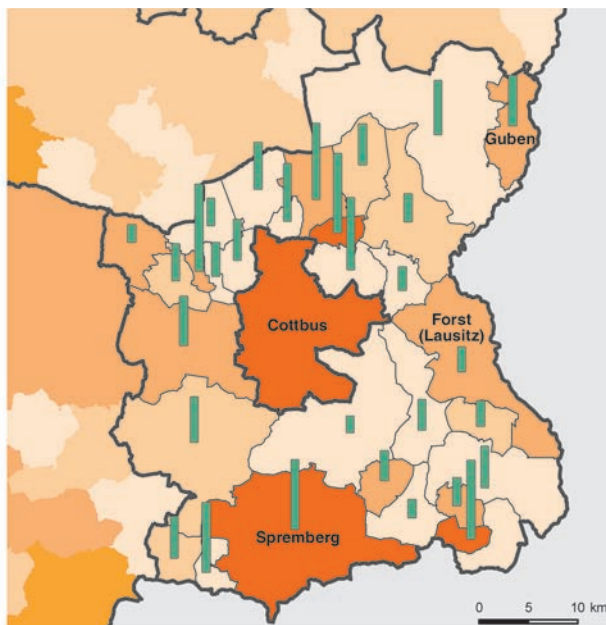 Guben
Cottbus
Forst
(Lausitz)
Spremberg
0 5 10 km